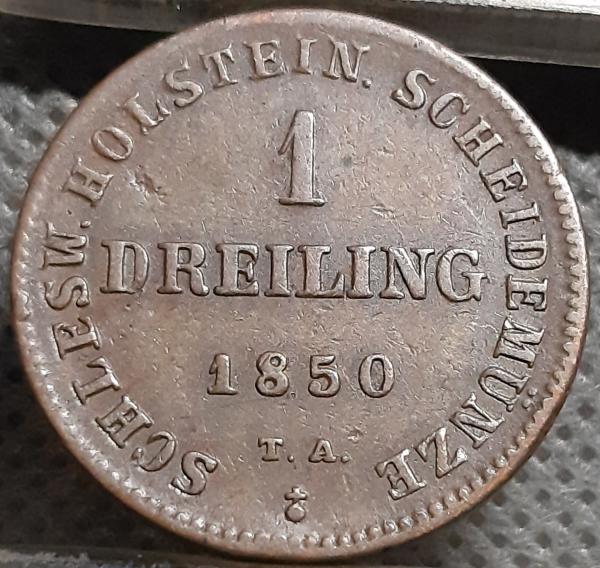 SCHLESW. HOLSTEIN. SCHEIDEMÜNZE
1
DREILING
1850
T. A.